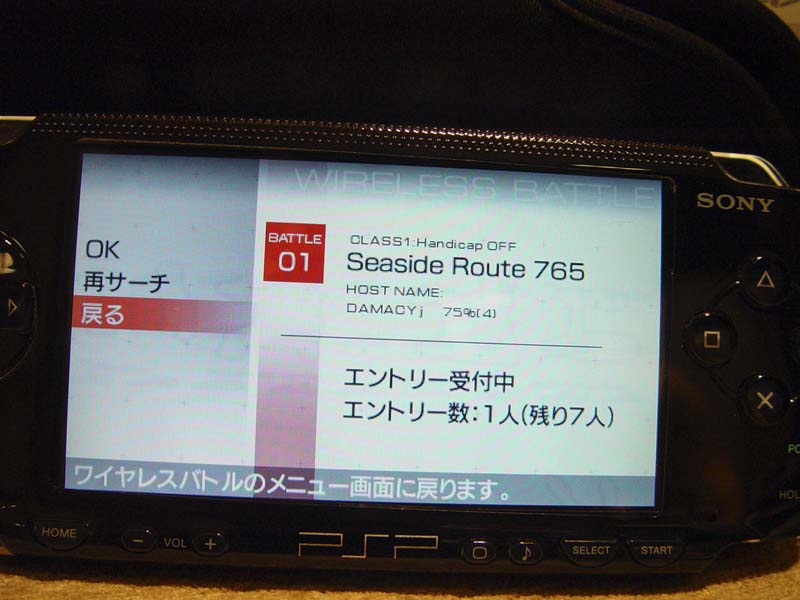 WIRELESS BATTLE
SONY
OK
再サーチ
戻る
BATTLE
01
CLASS1:Handicap OFF
Seaside Route 765
HOST NAME:
DAMACYj 75%(4)
エントリー受付中
エントリー数:1人(残り7人)
ワイヤレスバトルのメニュー画面に戻ります。
HOME
VOL
PSP
SELECT
START